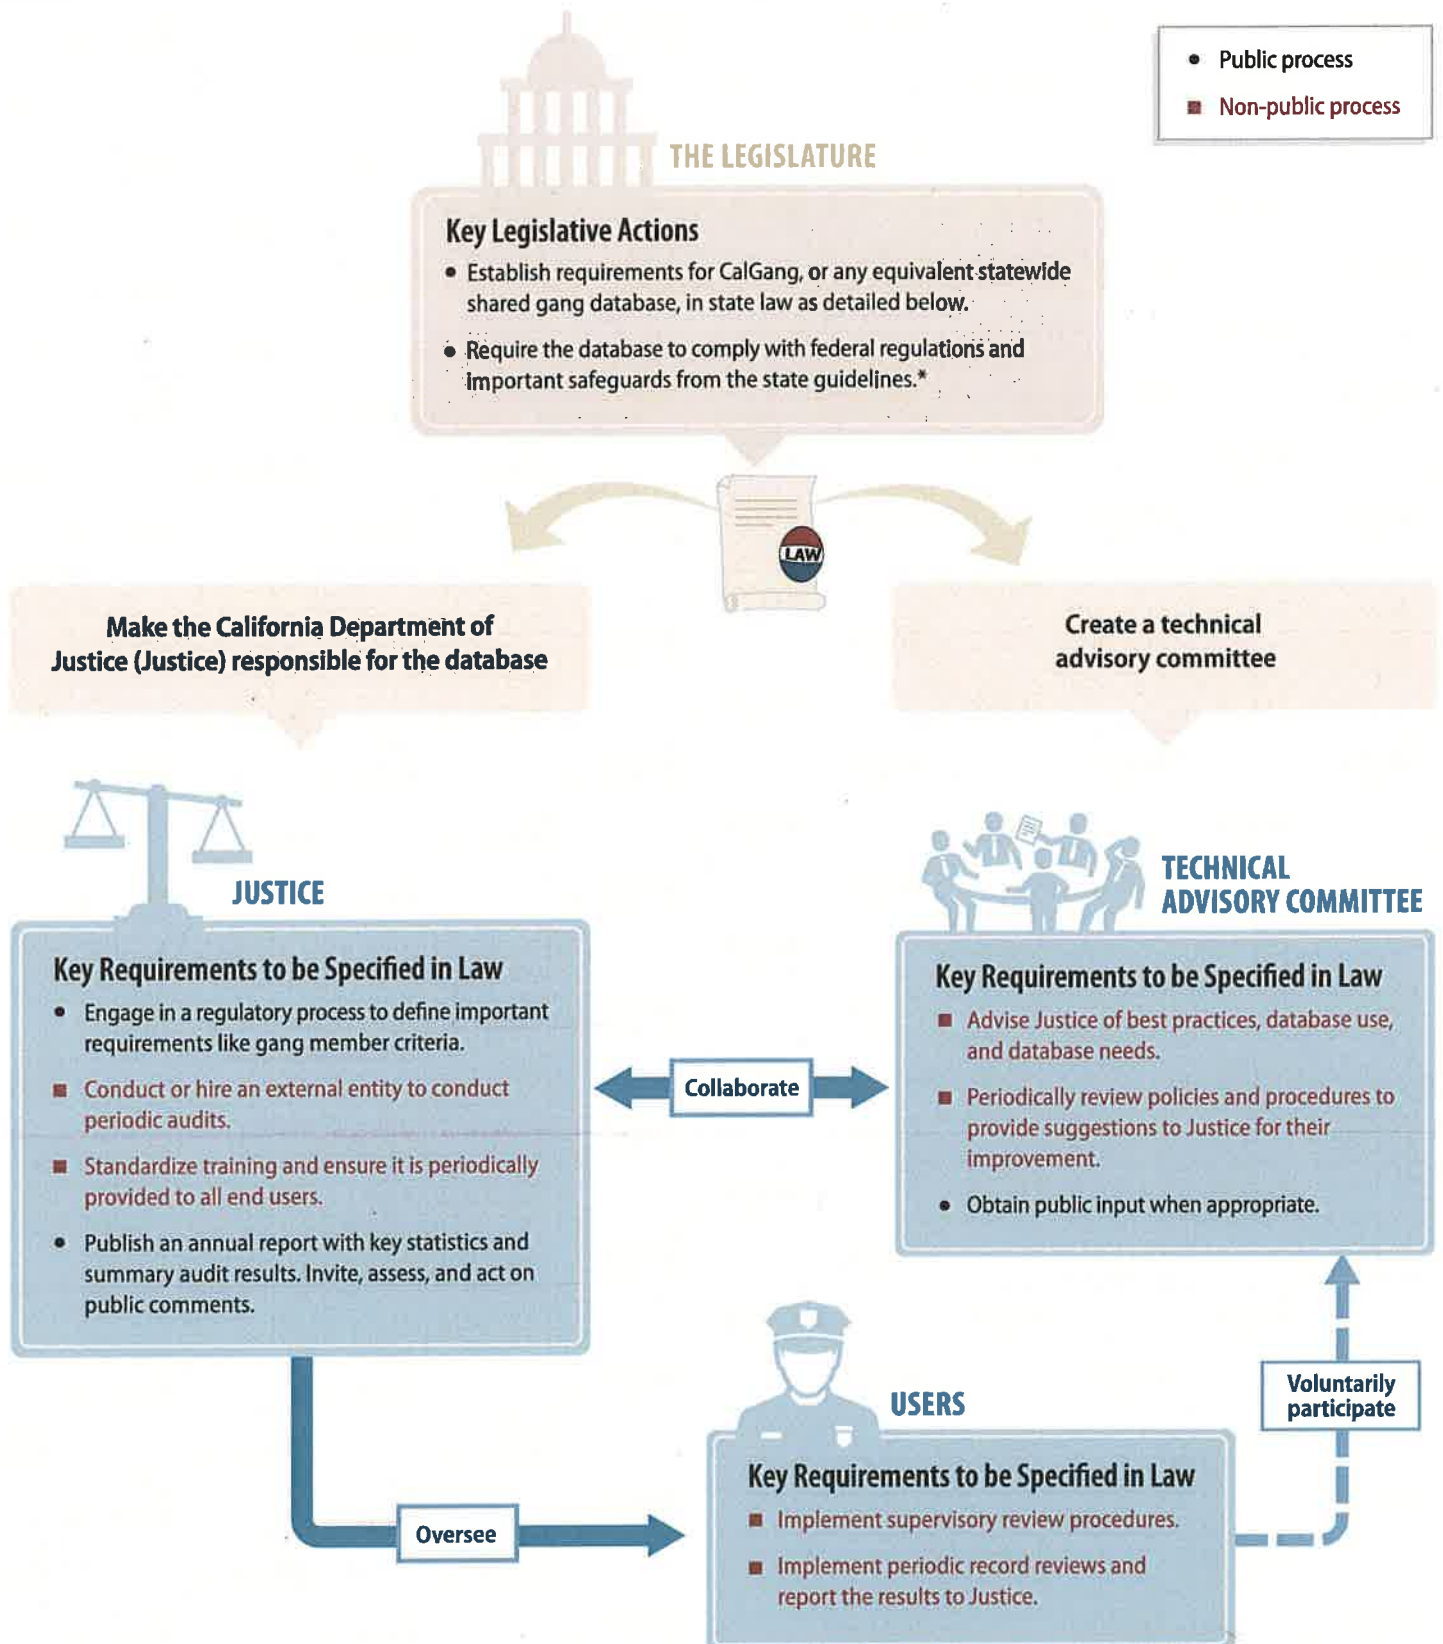 • Public process
■ Non-public process
THE LEGISLATURE
Key Legislative Actions
• Establish requirements for CalGang, or any equivalent statewide
shared gang database, in state law as detailed below.
• Require the database to comply with federal regulations and
important safeguards from the state guidelines.*
LAW
Make the California Department of
Justice (Justice) responsible for the database
Create a technical
advisory committee
JUSTICE
Key Requirements to be Specified in Law
• Engage in a regulatory process to define important
requirements like gang member criteria.
■ Conduct or hire an external entity to conduct
periodic audits.
■ Standardize training and ensure it is periodically
provided to all end users.
• Publish an annual report with key statistics and
summary audit results. Invite, assess, and act on
public comments.
Collaborate
TECHNICAL
ADVISORY COMMITTEE
Key Requirements to be Specified in Law
■ Advise Justice of best practices, database use,
and database needs.
■ Periodically review policies and procedures to
provide suggestions to Justice for their
improvement.
• Obtain public input when appropriate.
Voluntarily
participate
Oversee
USERS
Key Requirements to be Specified in Law
■ Implement supervisory review procedures.
■ Implement periodic record reviews and
report the results to Justice.